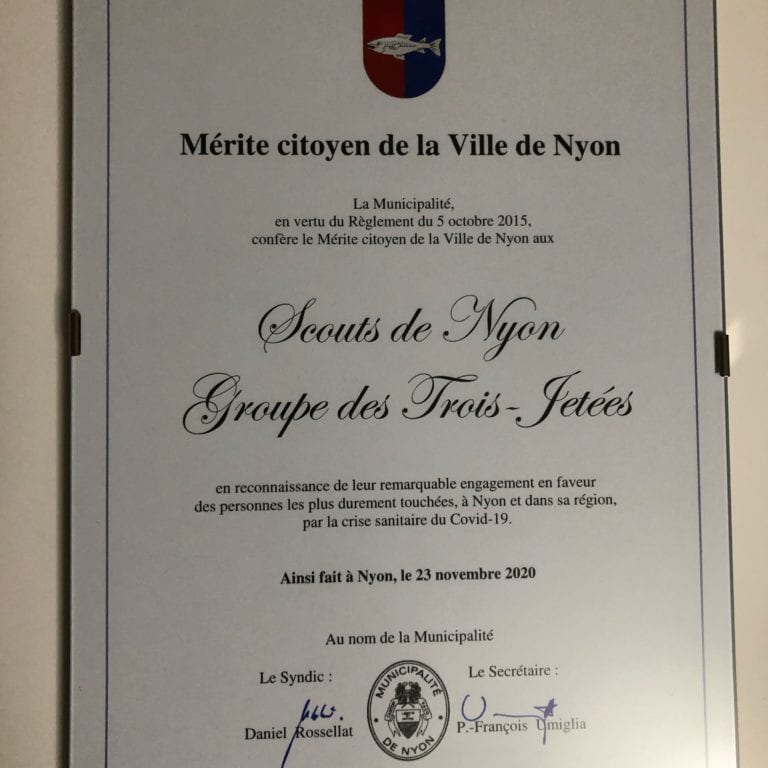 Mérite citoyen de la Ville de Nyon
La Municipalité,
en vertu du Règlement du 5 octobre 2015,
confère le Mérite citoyen de la Ville de Nyon aux
Scouts de Nyon
Groupe des Trois-Jetées
en reconnaissance de leur remarquable engagement en faveur
des personnes les plus durement touchées, à Nyon et dans sa région,
par la crise sanitaire du Covid-19.
Ainsi fait à Nyon, le 23 novembre 2020
Au nom de la Municipalité
Le Syndic :
Le Secrétaire :
MUNICIPALITÉ
DE NYON
Daniel Rossellat
P.-François Umiglia